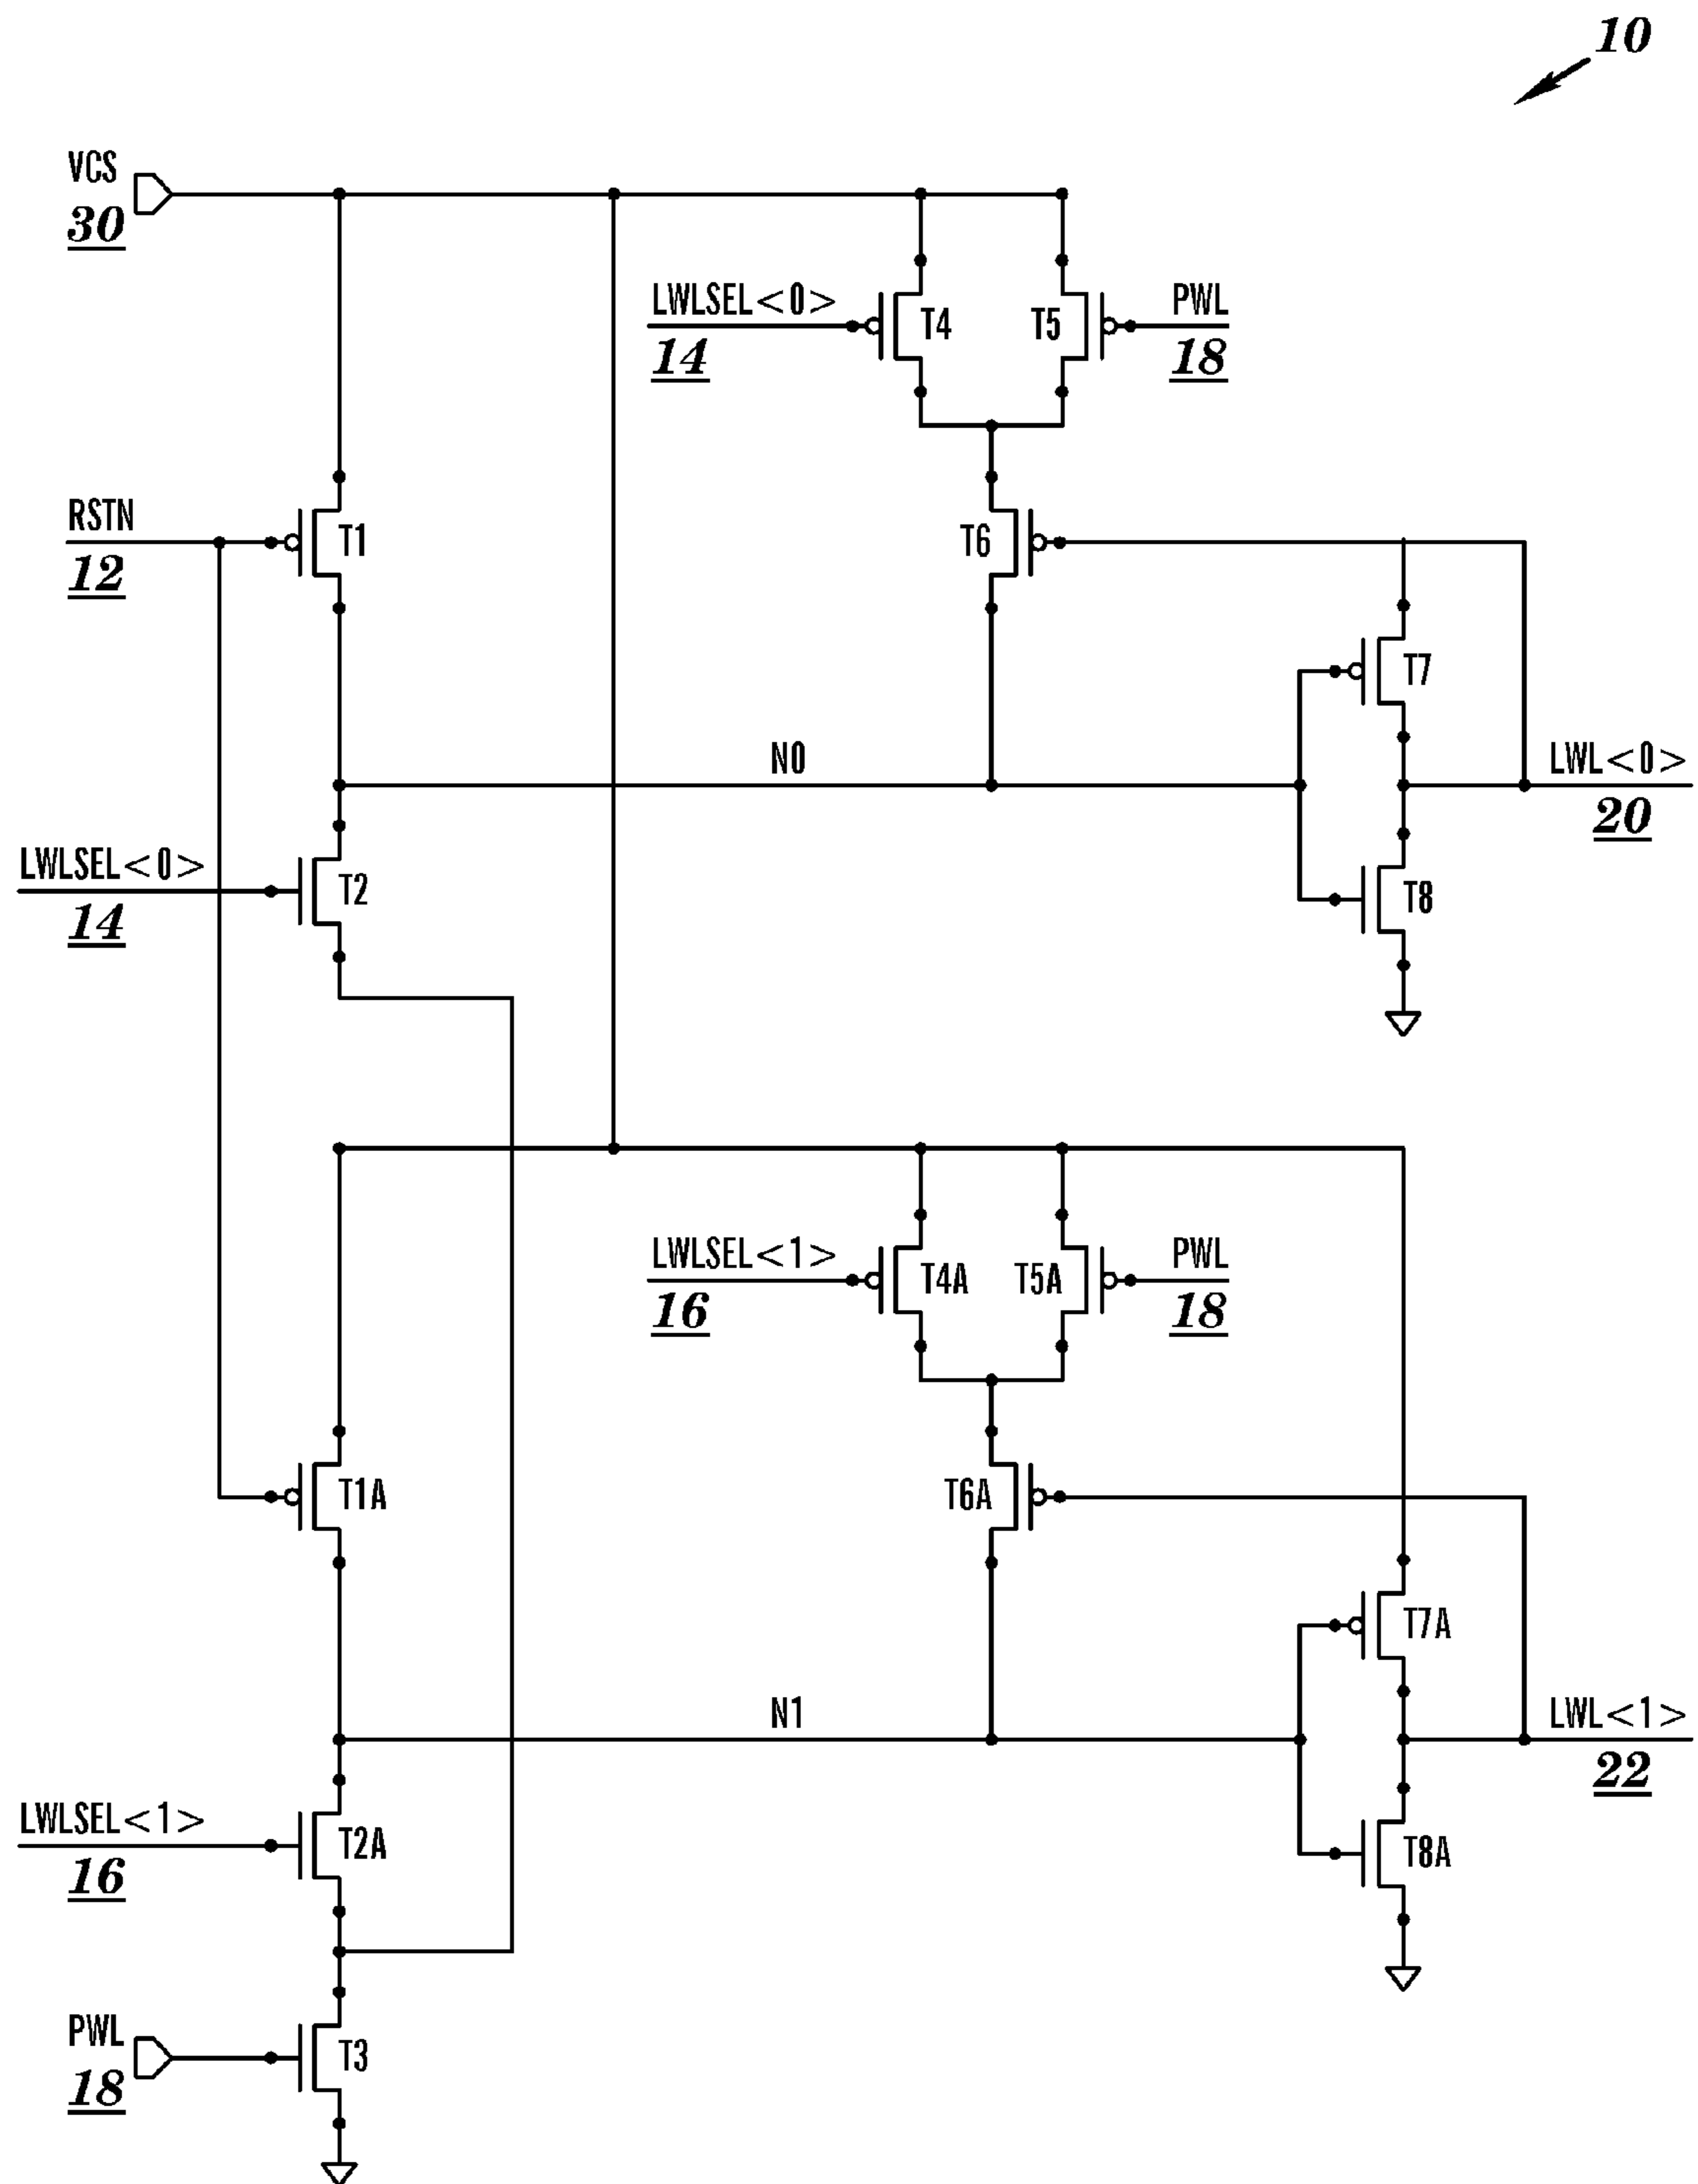 10
VCS
30
LWLSEL<0>
14
T4
T5
PWL
18
RSTN
12
T1
T6
T7
N0
LWL<0>
20
LWLSEL<0>
14
T2
T8
LWLSEL<1>
16
T4A
T5A
PWL
18
T1A
T6A
T7A
N1
LWL<1>
22
LWLSEL<1>
16
T2A
T8A
PWL
18
T3